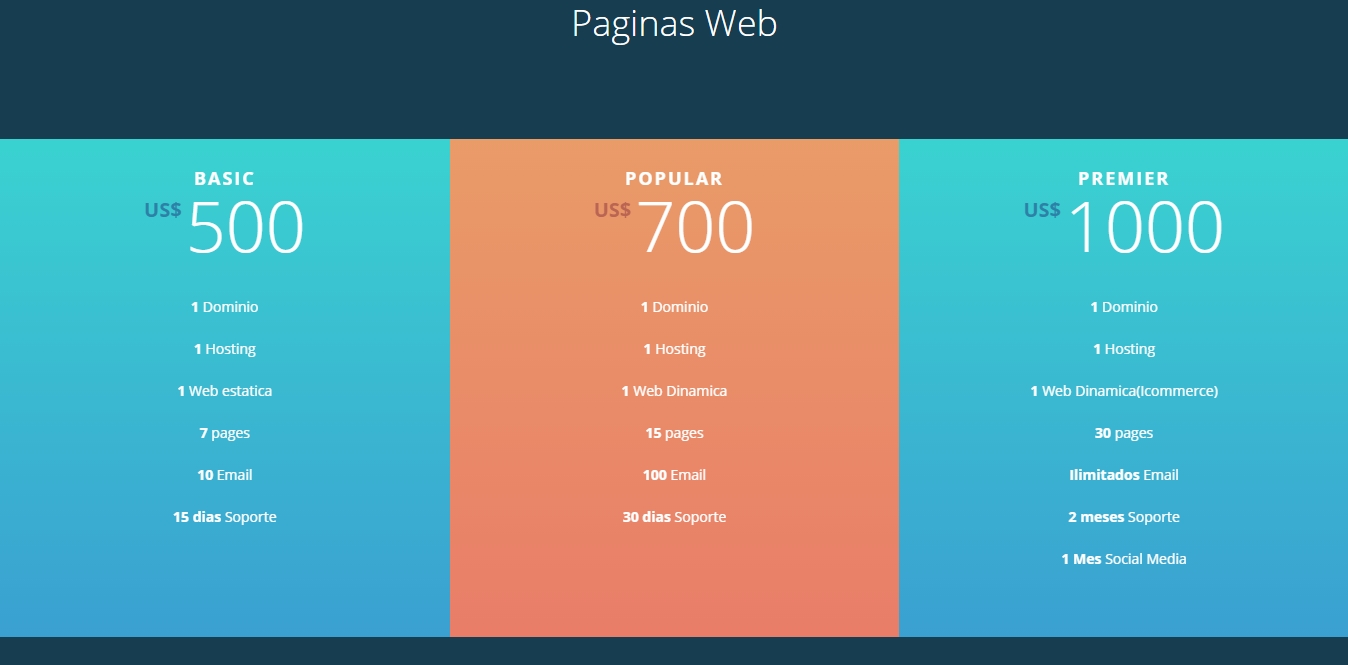 Paginas Web
BASIC
US$ 500
1 Dominio
1 Hosting
1 Web estatica
7 pages
10 Email
15 dias Soporte
POPULAR
US$ 700
1 Dominio
1 Hosting
1 Web Dinamica
15 pages
100 Email
30 dias Soporte
PREMIER
US$ 1000
1 Dominio
1 Hosting
1 Web Dinamica(Icommerce)
30 pages
Ilimitados Email
2 meses Soporte
1 Mes Social Media